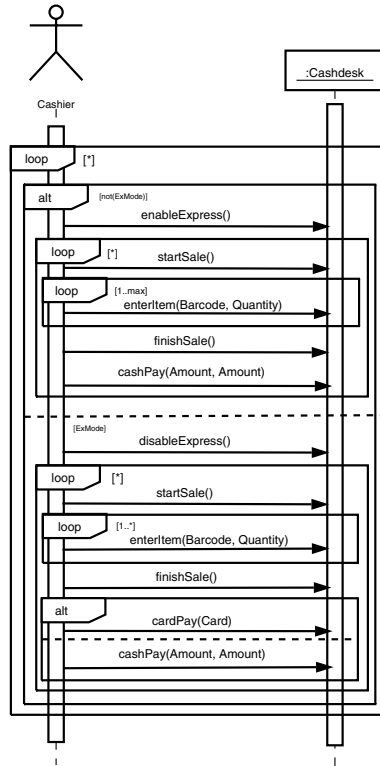 :Cashdesk
Cashier
loop [*]
alt [not(ExMode)]
enableExpress()
loop [*]
startSale()
loop [1..max]
enterItem(Barcode, Quantity)
finishSale()
cashPay(Amount, Amount)
[ExMode]
disableExpress()
loop [*]
startSale()
loop [1..*]
enterItem(Barcode, Quantity)
finishSale()
alt
cardPay(Card)
cashPay(Amount, Amount)